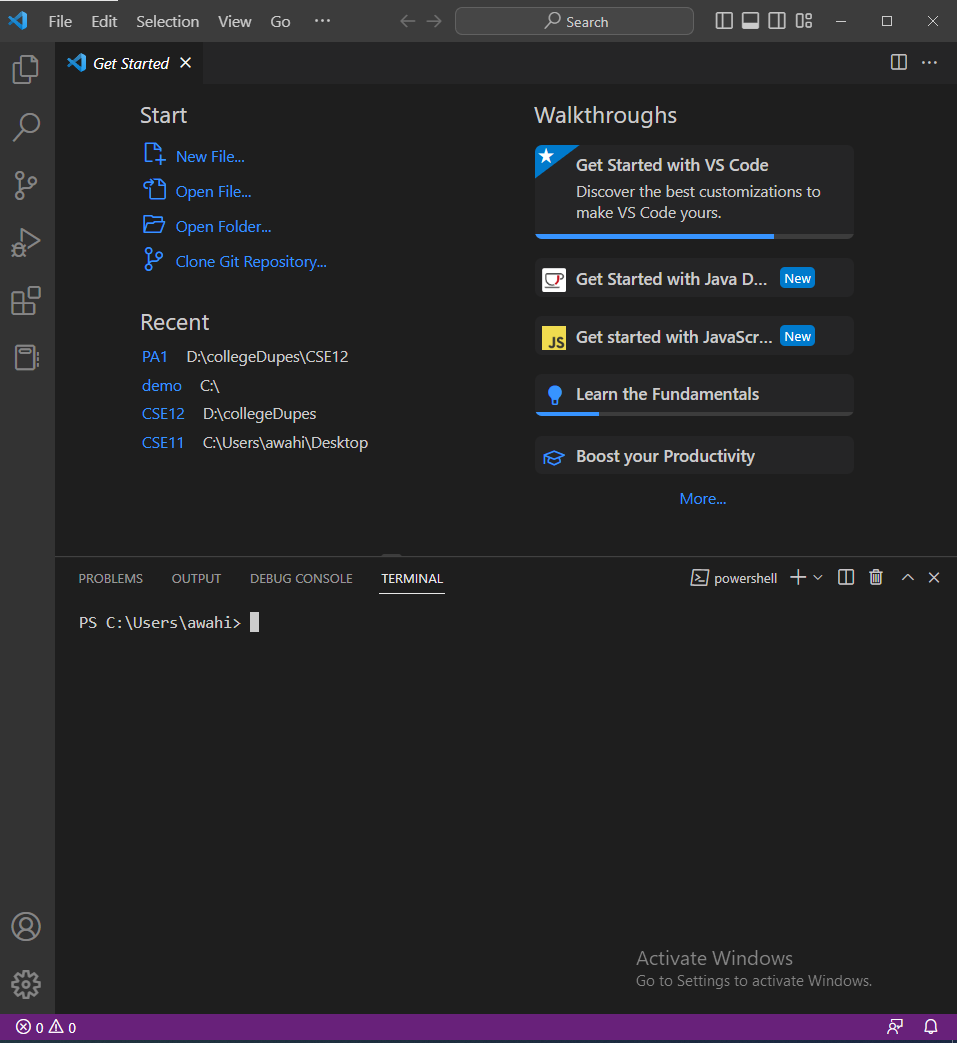 File Edit Selection View Go ··· Search
Get Started
Start
New File...
Open File...
Open Folder...
Clone Git Repository...
Recent
PA1 D:\collegeDupes\CSE12
demo C:\
CSE12 D:\collegeDupes
CSE11 C:\Users\awahi\Desktop
Walkthroughs
Get Started with VS Code
Discover the best customizations to
make VS Code yours.
Get Started with Java D... New
JS Get started with JavaScr... New
Learn the Fundamentals
Boost your Productivity
More...
PROBLEMS OUTPUT DEBUG CONSOLE TERMINAL powershell
PS C:\Users\awahi>
Activate Windows
Go to Settings to activate Windows.
0 0